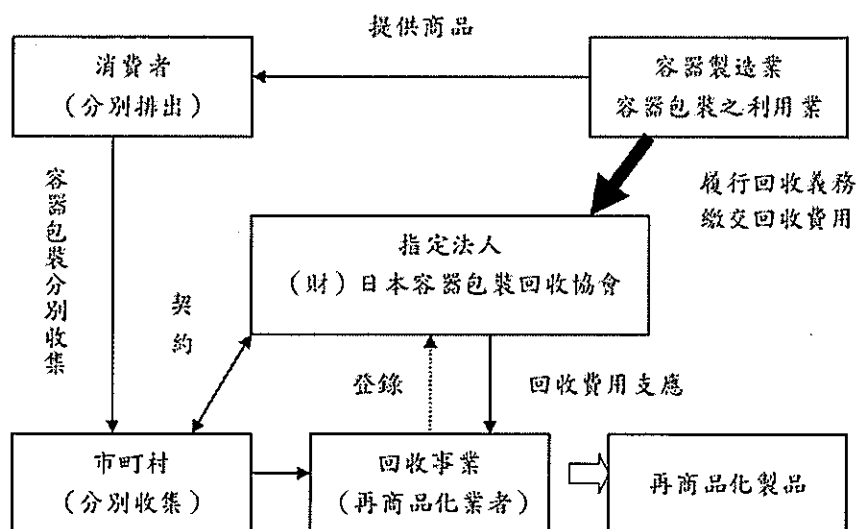 提供商品
消費者
（分別排出）
容器製造業
容器包裝之利用業
容器包裝分別收集
履行回收義務
繳交回收費用
指定法人
（財）日本容器包裝回收協會
契約
登錄
回收費用支應
市町村
（分別收集）
回收事業
（再商品化業者）
再商品化製品